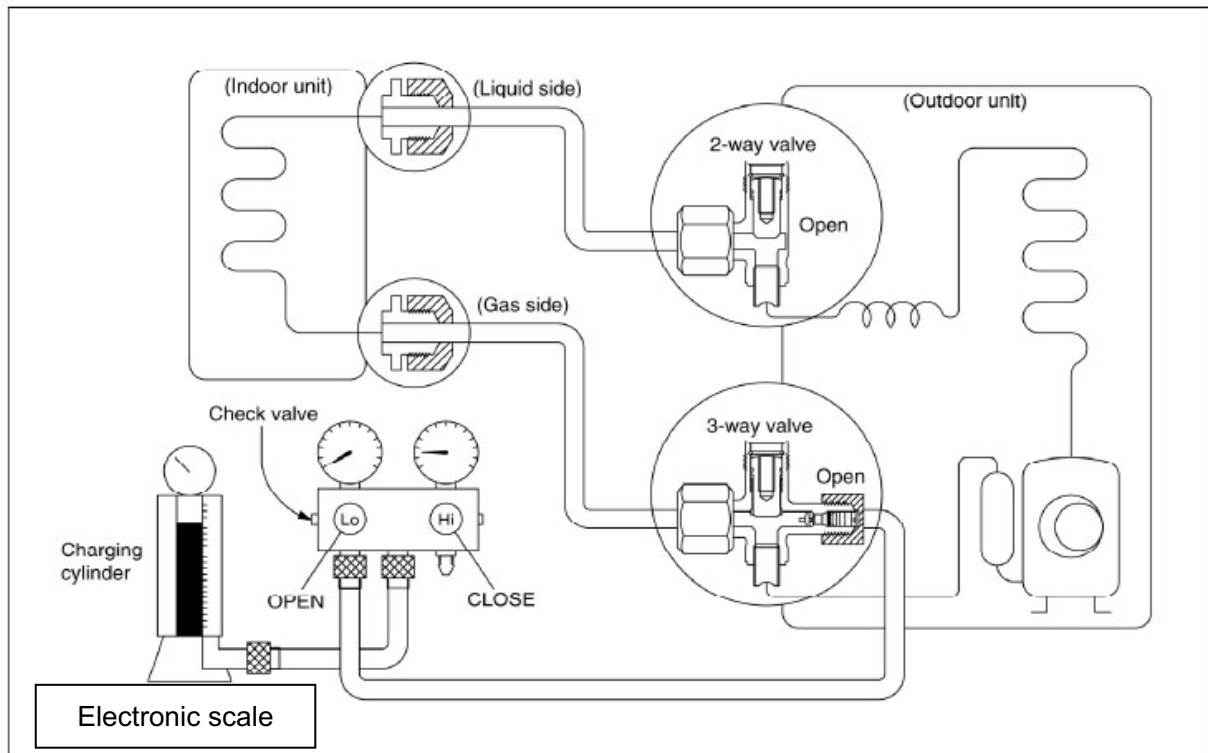 (Indoor unit)
(Liquid side)
(Outdoor unit)
2-way valve
Open
(Gas side)
3-way valve
Open
Check valve
Lo
Hi
Charging
cylinder
OPEN
CLOSE
Electronic scale